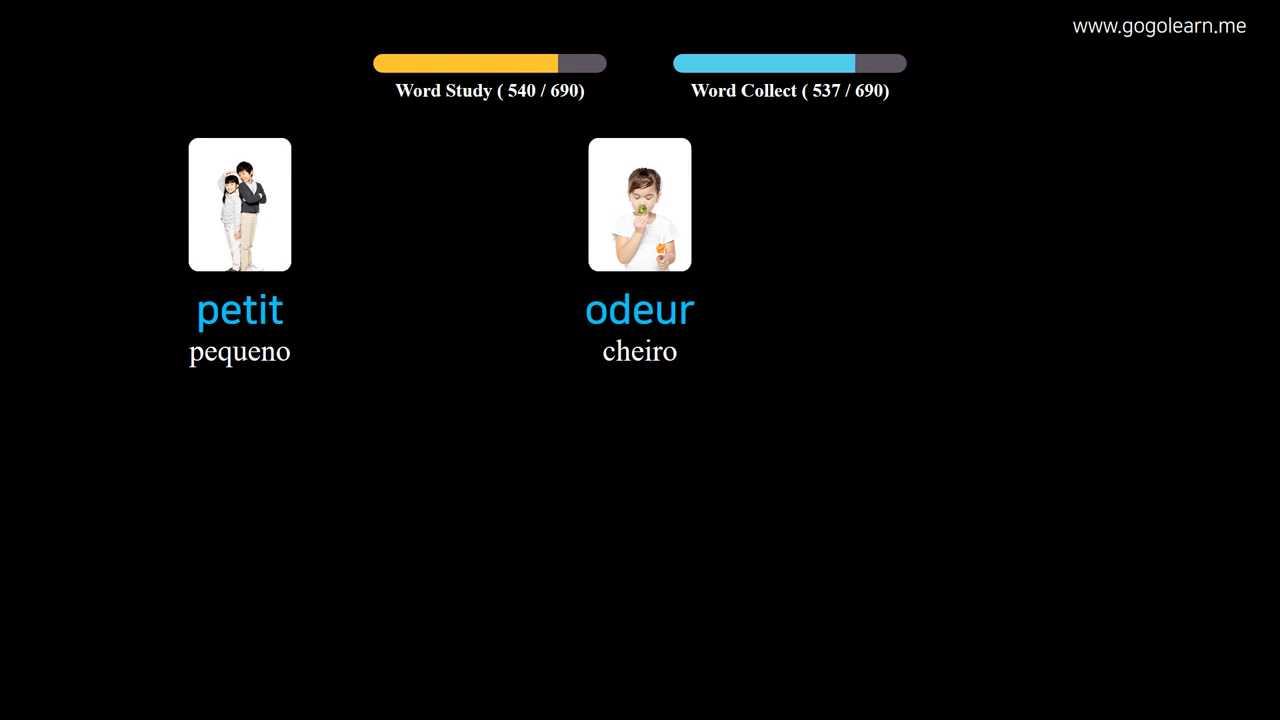 www.gogolearn.me
Word Study ( 540 / 690)
Word Collect ( 537 / 690)
petit
pequeno
odeur
cheiro